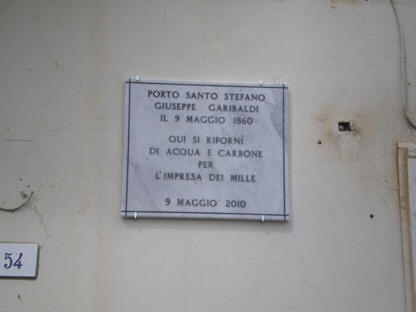 PORTO SANTO STEFANO
GIUSEPPE GARIBALDI
IL 9 MAGGIO 1860
QUI SI RIFORNÌ
DI ACQUA E CARBONE
PER
L'IMPRESA DEI MILLE
9 MAGGIO 2010
54